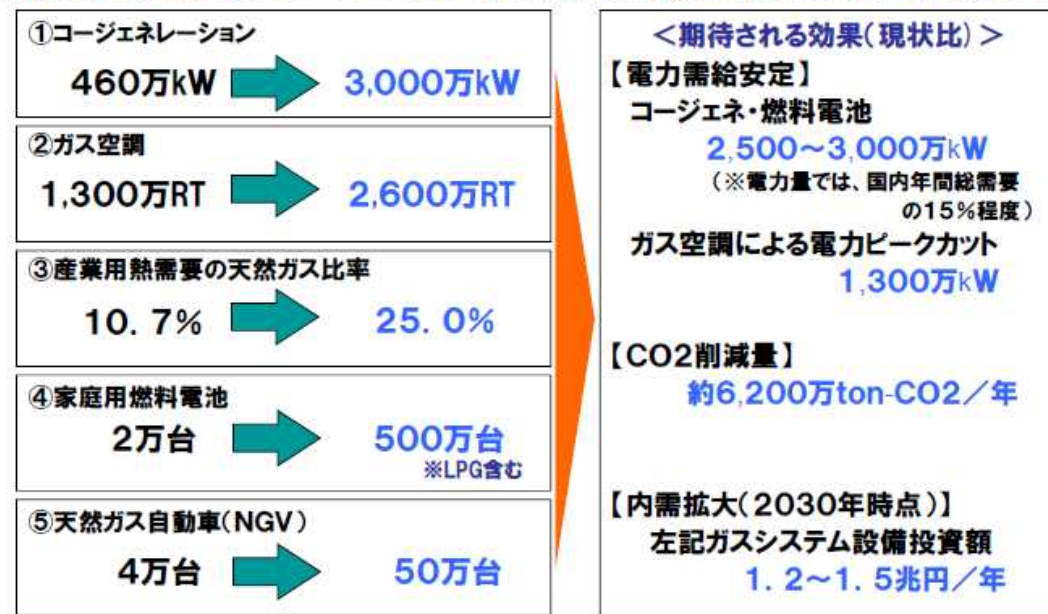 ①コージェネレーション
460万kW 3,000万kW
②ガス空調
1,300万RT 2,600万RT
③産業用熱需要の天然ガス比率
10.7% 25.0%
④家庭用燃料電池
2万台 500万台
※LPG含む
⑤天然ガス自動車(NGV)
4万台 50万台
<期待される効果(現状比)>
【電力需給安定】
コージェネ・燃料電池
2,500～3,000万kW
(※電力量では、国内年間総需要
の15%程度)
ガス空調による電力ピークカット
1,300万kW
【CO2削減量】
約6,200万ton-CO2／年
【内需拡大(2030年時点)】
左記ガスシステム設備投資額
1.2～1.5兆円／年